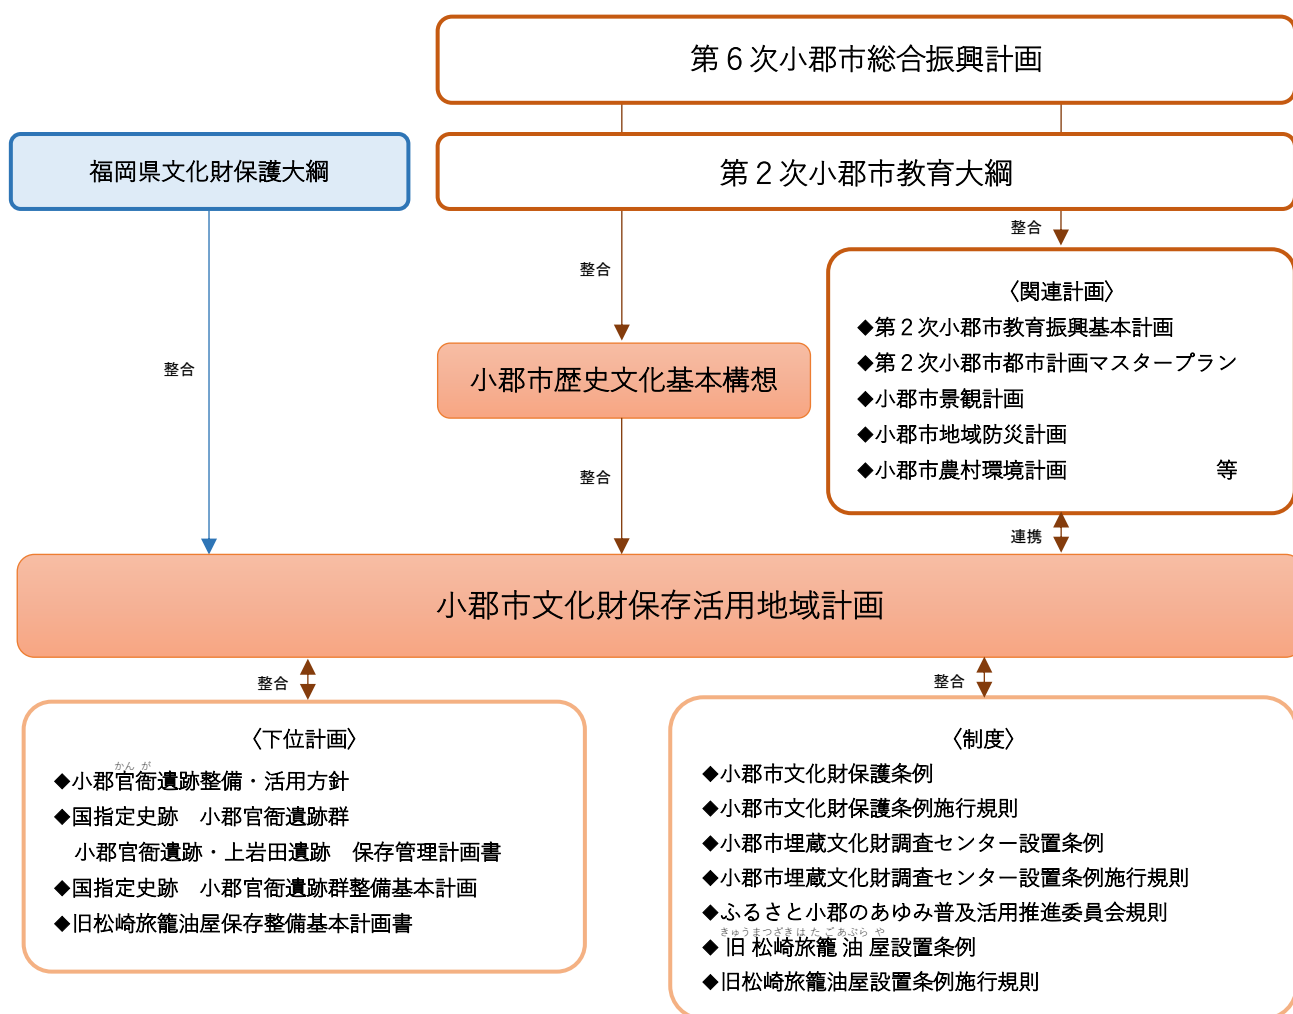 第６次小郡市総合振興計画
福岡県文化財保護大綱
第２次小郡市教育大綱
整合
整合
整合
〈関連計画〉
◆第２次小郡市教育振興基本計画
◆第２次小郡市都市計画マスタープラン
◆小郡市景観計画
◆小郡市地域防災計画
◆小郡市農村環境計画　　　　　　　等
小郡市歴史文化基本構想
整合
連携
小郡市文化財保存活用地域計画
整合
整合
〈下位計画〉
かん が
◆小郡官衙遺跡整備・活用方針
◆国指定史跡　小郡官衙遺跡群
小郡官衙遺跡・上岩田遺跡　保存管理計画書
◆国指定史跡　小郡官衙遺跡群整備基本計画
◆旧松崎旅籠油屋保存整備基本計画書
〈制度〉
◆小郡市文化財保護条例
◆小郡市文化財保護条例施行規則
◆小郡市埋蔵文化財調査センター設置条例
◆小郡市埋蔵文化財調査センター設置条例施行規則
◆ふるさと小郡のあゆみ普及活用推進委員会規則
きゅうまつざき は た ご あぶら や
◆旧松崎旅籠油屋設置条例
◆旧松崎旅籠油屋設置条例施行規則